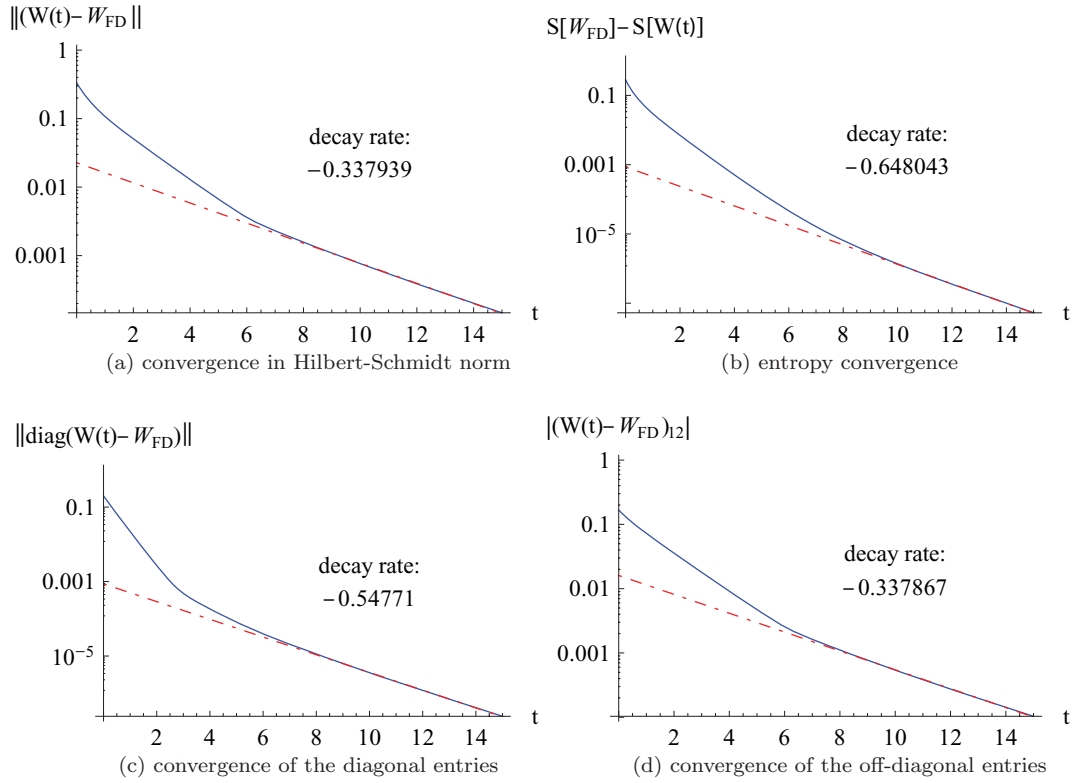 ‖(W(t)− W_FD‖
1
0.1
0.01
0.001
decay rate:
−0.337939
2 4 6 8 10 12 14 t
(a) convergence in Hilbert-Schmidt norm
S[W_FD]−S[W(t)]
0.1
0.001
10^−5
decay rate:
−0.648043
2 4 6 8 10 12 14 t
(b) entropy convergence
‖diag(W(t)− W_FD)‖
0.1
0.001
10^−5
decay rate:
−0.54771
2 4 6 8 10 12 14 t
(c) convergence of the diagonal entries
|(W(t)− W_FD)_12|
1
0.1
0.01
0.001
decay rate:
−0.337867
2 4 6 8 10 12 14 t
(d) convergence of the off-diagonal entries